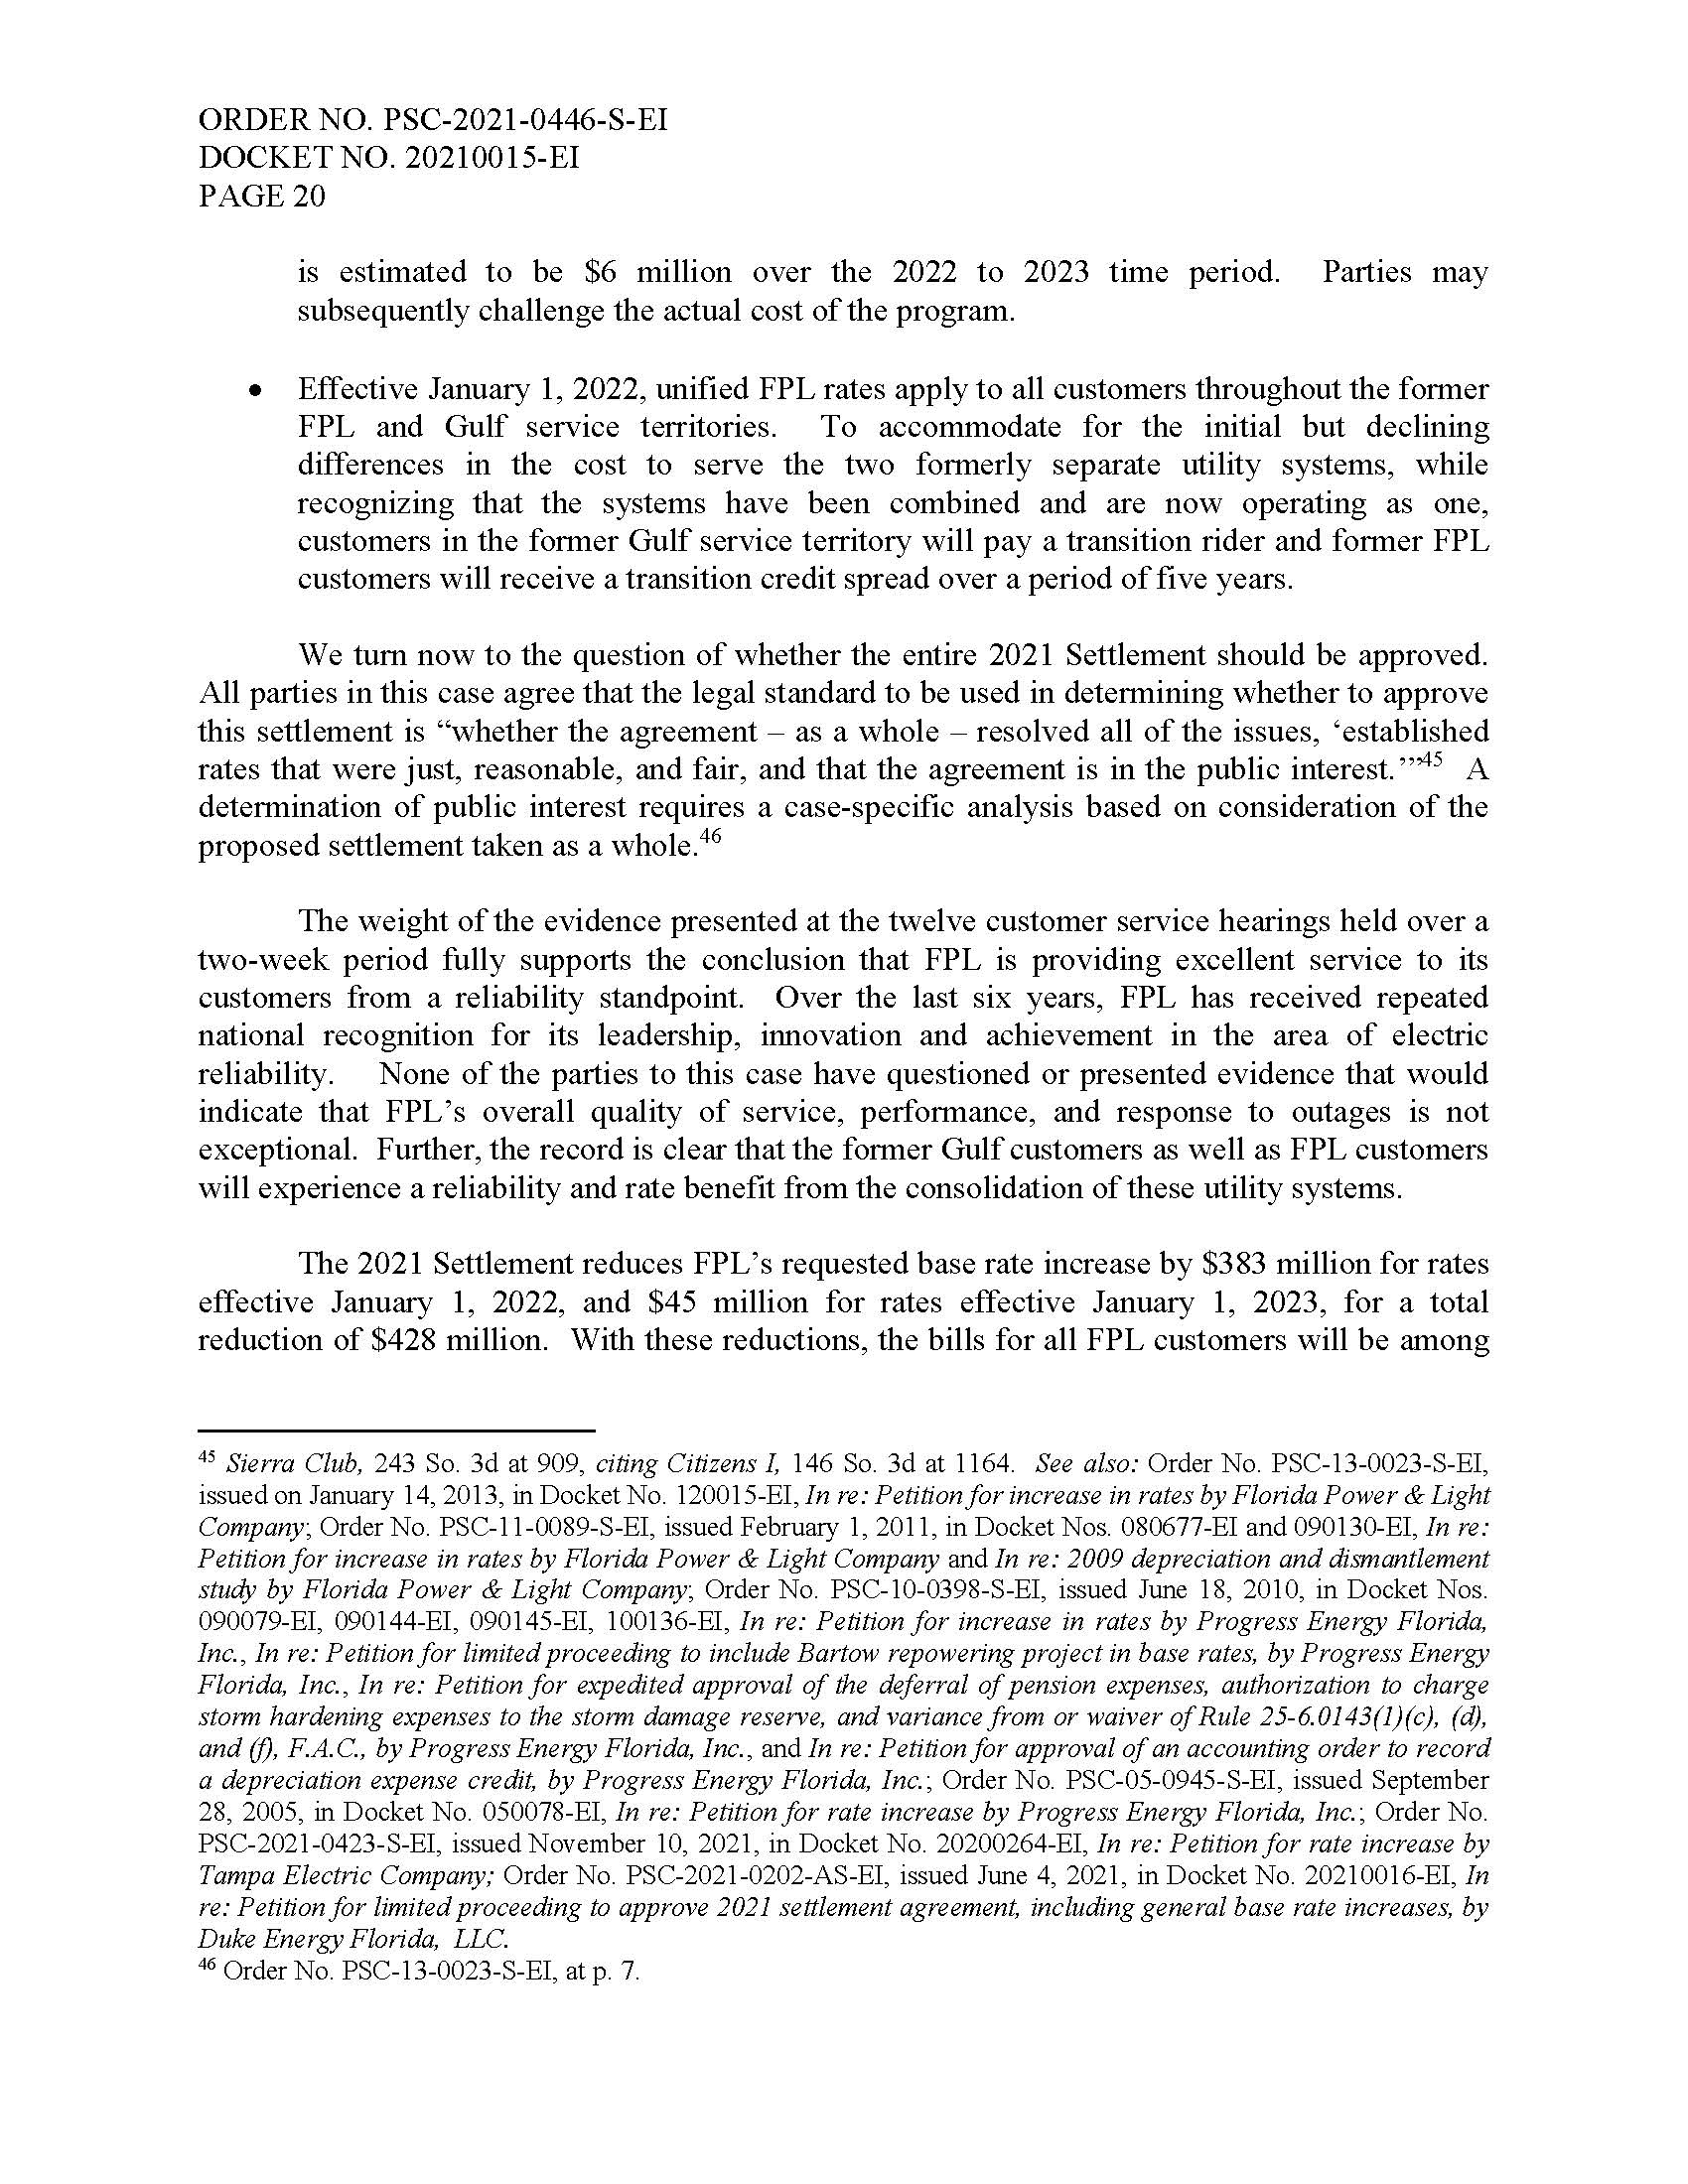 ORDER NO. PSC-2021-0446-S-EI
DOCKET NO. 20210015-EI
PAGE 20
is estimated to be $6 million over the 2022 to 2023 time period. Parties may
subsequently challenge the actual cost of the program.
• Effective January 1, 2022, unified FPL rates apply to all customers throughout the former
FPL and Gulf service territories. To accommodate for the initial but declining
differences in the cost to serve the two formerly separate utility systems, while
recognizing that the systems have been combined and are now operating as one,
customers in the former Gulf service territory will pay a transition rider and former FPL
customers will receive a transition credit spread over a period of five years.
We turn now to the question of whether the entire 2021 Settlement should be approved.
All parties in this case agree that the legal standard to be used in determining whether to approve
this settlement is “whether the agreement – as a whole – resolved all of the issues, ‘established
rates that were just, reasonable, and fair, and that the agreement is in the public interest.’”45 A
determination of public interest requires a case-specific analysis based on consideration of the
proposed settlement taken as a whole.46
The weight of the evidence presented at the twelve customer service hearings held over a
two-week period fully supports the conclusion that FPL is providing excellent service to its
customers from a reliability standpoint. Over the last six years, FPL has received repeated
national recognition for its leadership, innovation and achievement in the area of electric
reliability. None of the parties to this case have questioned or presented evidence that would
indicate that FPL’s overall quality of service, performance, and response to outages is not
exceptional. Further, the record is clear that the former Gulf customers as well as FPL customers
will experience a reliability and rate benefit from the consolidation of these utility systems.
The 2021 Settlement reduces FPL’s requested base rate increase by $383 million for rates
effective January 1, 2022, and $45 million for rates effective January 1, 2023, for a total
reduction of $428 million. With these reductions, the bills for all FPL customers will be among
45 Sierra Club, 243 So. 3d at 909, citing Citizens I, 146 So. 3d at 1164. See also: Order No. PSC-13-0023-S-EI,
issued on January 14, 2013, in Docket No. 120015-EI, In re: Petition for increase in rates by Florida Power & Light
Company; Order No. PSC-11-0089-S-EI, issued February 1, 2011, in Docket Nos. 080677-EI and 090130-EI, In re:
Petition for increase in rates by Florida Power & Light Company and In re: 2009 depreciation and dismantlement
study by Florida Power & Light Company; Order No. PSC-10-0398-S-EI, issued June 18, 2010, in Docket Nos.
090079-EI, 090144-EI, 090145-EI, 100136-EI, In re: Petition for increase in rates by Progress Energy Florida,
Inc., In re: Petition for limited proceeding to include Bartow repowering project in base rates, by Progress Energy
Florida, Inc., In re: Petition for expedited approval of the deferral of pension expenses, authorization to charge
storm hardening expenses to the storm damage reserve, and variance from or waiver of Rule 25-6.0143(1)(c), (d),
and (f), F.A.C., by Progress Energy Florida, Inc., and In re: Petition for approval of an accounting order to record
a depreciation expense credit, by Progress Energy Florida, Inc.; Order No. PSC-05-0945-S-EI, issued September
28, 2005, in Docket No. 050078-EI, In re: Petition for rate increase by Progress Energy Florida, Inc.; Order No.
PSC-2021-0423-S-EI, issued November 10, 2021, in Docket No. 20200264-EI, In re: Petition for rate increase by
Tampa Electric Company; Order No. PSC-2021-0202-AS-EI, issued June 4, 2021, in Docket No. 20210016-EI, In
re: Petition for limited proceeding to approve 2021 settlement agreement, including general base rate increases, by
Duke Energy Florida, LLC.
46 Order No. PSC-13-0023-S-EI, at p. 7.